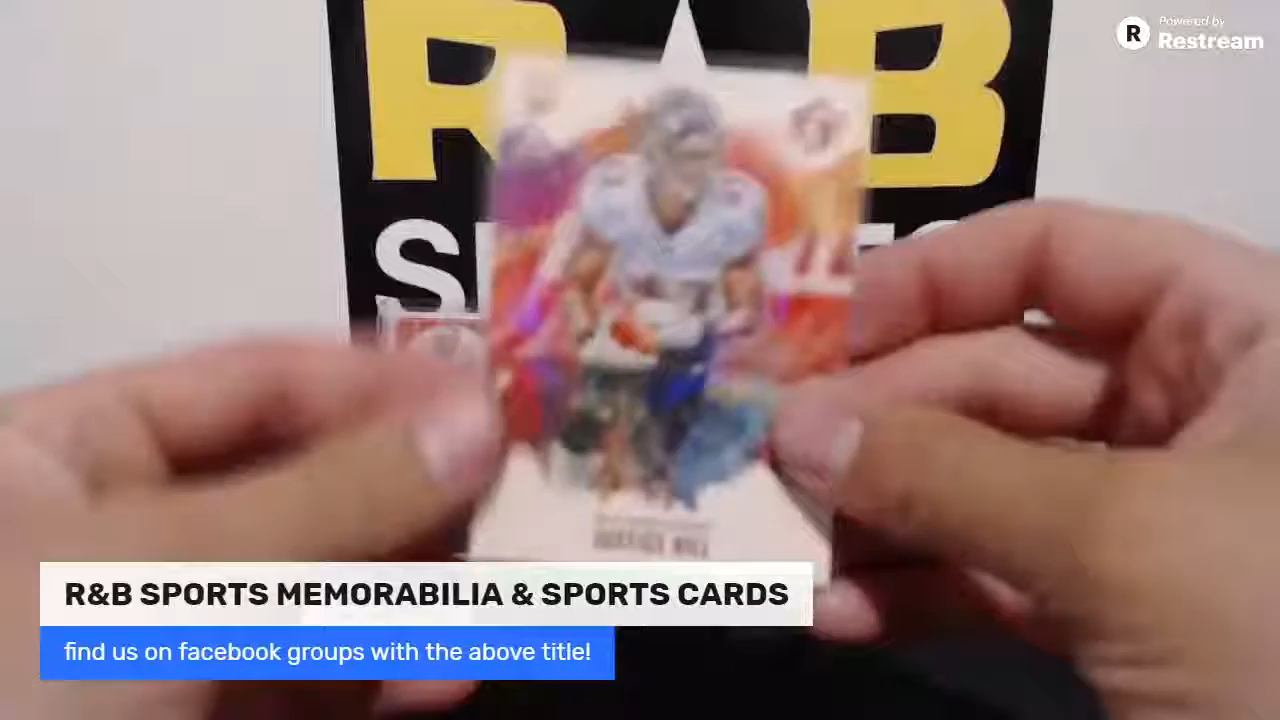 Powered by
R Restream
R B
R&B SPORTS MEMORABILIA & SPORTS CARDS
find us on facebook groups with the above title!